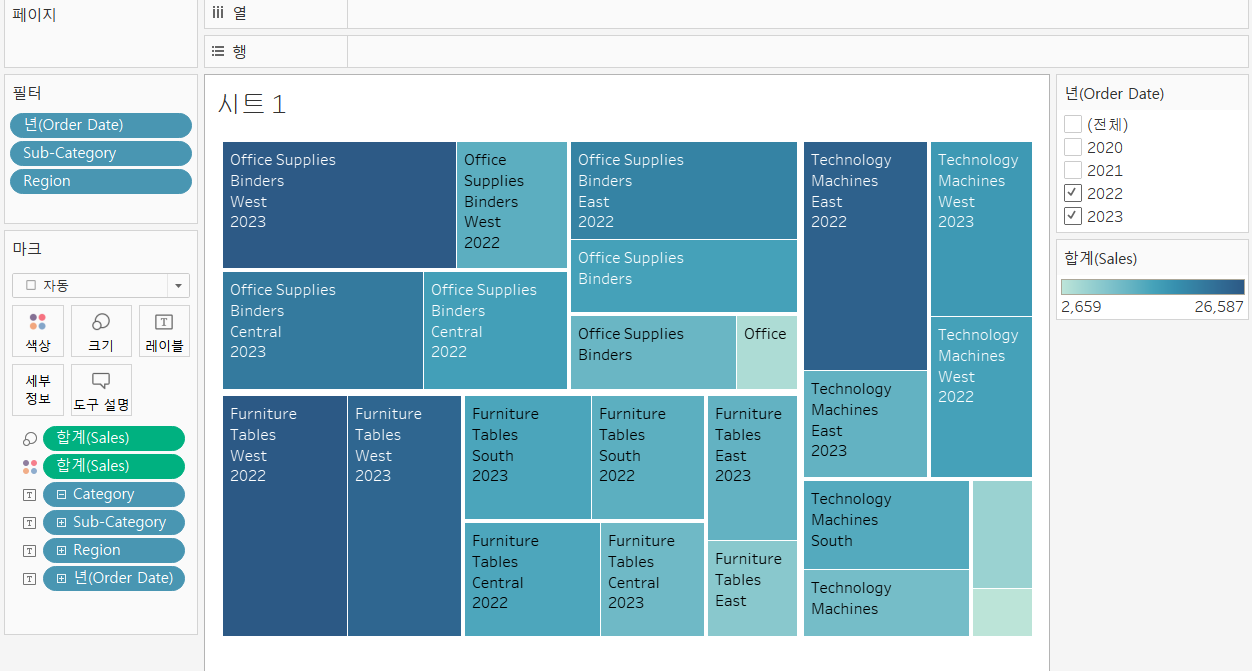 페이지
열
행
필터
년(Order Date)
Sub-Category
Region
마크
자동
색상
크기
레이블
세부
정보
도구 설명
합계(Sales)
합계(Sales)
Category
Sub-Category
Region
년(Order Date)
시트 1
Office Supplies
Binders
West
2023
Office
Supplies
Binders
West
2022
Office Supplies
Binders
East
2022
Office Supplies
Binders
Office Supplies
Binders
Central
2023
Office Supplies
Binders
Central
2022
Office Supplies
Binders
Office
Technology
Machines
East
2022
Technology
Machines
West
2023
Technology
Machines
West
2022
Technology
Machines
East
2023
Technology
Machines
South
Technology
Machines
Furniture
Tables
West
2022
Furniture
Tables
West
2023
Furniture
Tables
South
2023
Furniture
Tables
South
2022
Furniture
Tables
East
2023
Furniture
Tables
Central
2022
Furniture
Tables
Central
2023
Furniture
Tables
East
년(Order Date)
(전체)
2020
2021
2022
2023
합계(Sales)
2,659 26,587